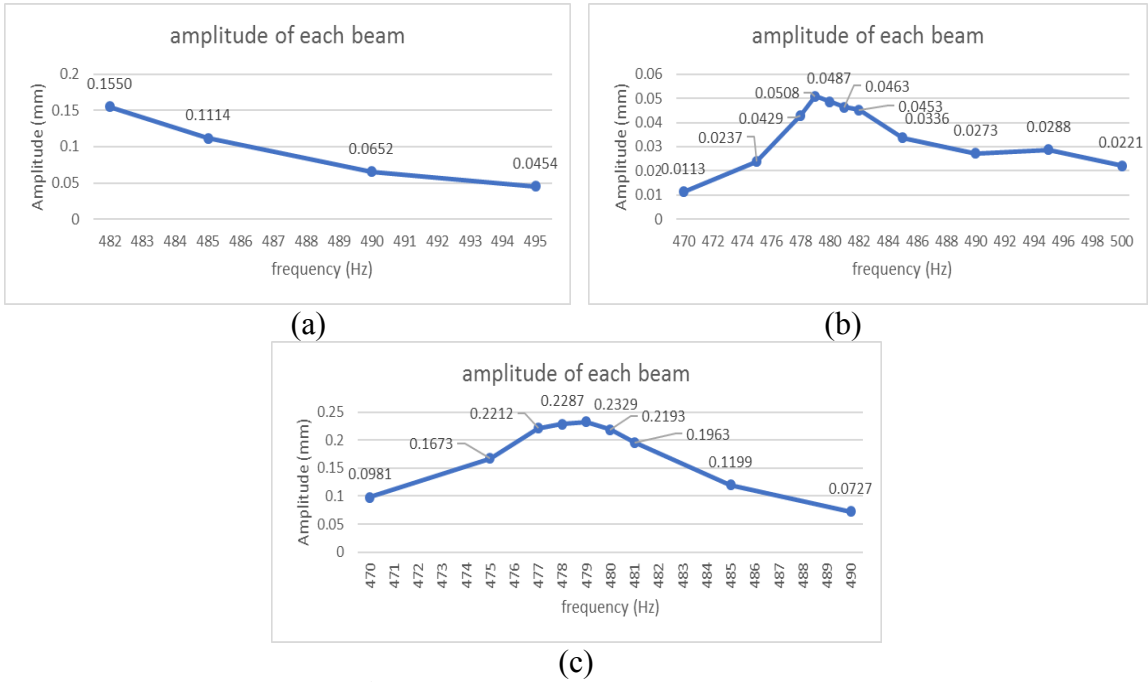 amplitude of each beam
Amplitude (mm)
0.2
0.15
0.1
0.05
0
0.1550
0.1114
0.0652
0.0454
482 483 484 485 486 487 488 489 490 491 492 493 494 495
frequency (Hz)
(a)
amplitude of each beam
Amplitude (mm)
0.06
0.05
0.04
0.03
0.02
0.01
0
0.0113
0.0237
0.0429
0.0508
0.0487
0.0463
0.0453
0.0336
0.0273
0.0288
0.0221
470 472 474 476 478 480 482 484 486 488 490 492 494 496 498 500
frequency (Hz)
(b)
amplitude of each beam
Amplitude (mm)
0.25
0.2
0.15
0.1
0.05
0
0.0981
0.1673
0.2212
0.2287
0.2329
0.2193
0.1963
0.1199
0.0727
470 471 472 473 474 475 476 477 478 479 480 481 482 483 484 485 486 487 488 489 490
frequency (Hz)
(c)